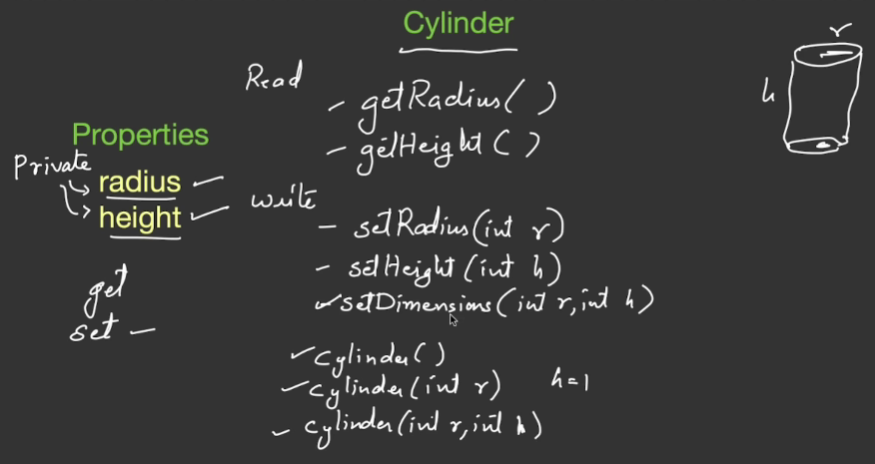 Cylinder
r
Read
- getRadius( )
h
- getHeight( )
Properties
Private
radius
height
write
- setRadius(int r)
- setHeight(int h)
setDimensions(int r, int h)
get
set -
cylinder( )
cylinder(int r) h=1
- cylinder(int r, int h)